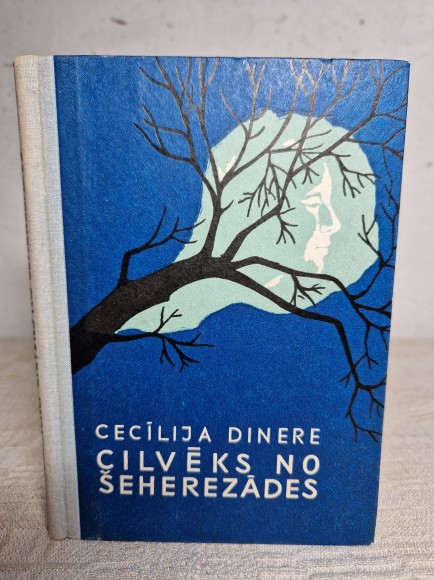 CECĪLIJA DINERE
CILVĒKS NO
ŠEHEREZĀDES